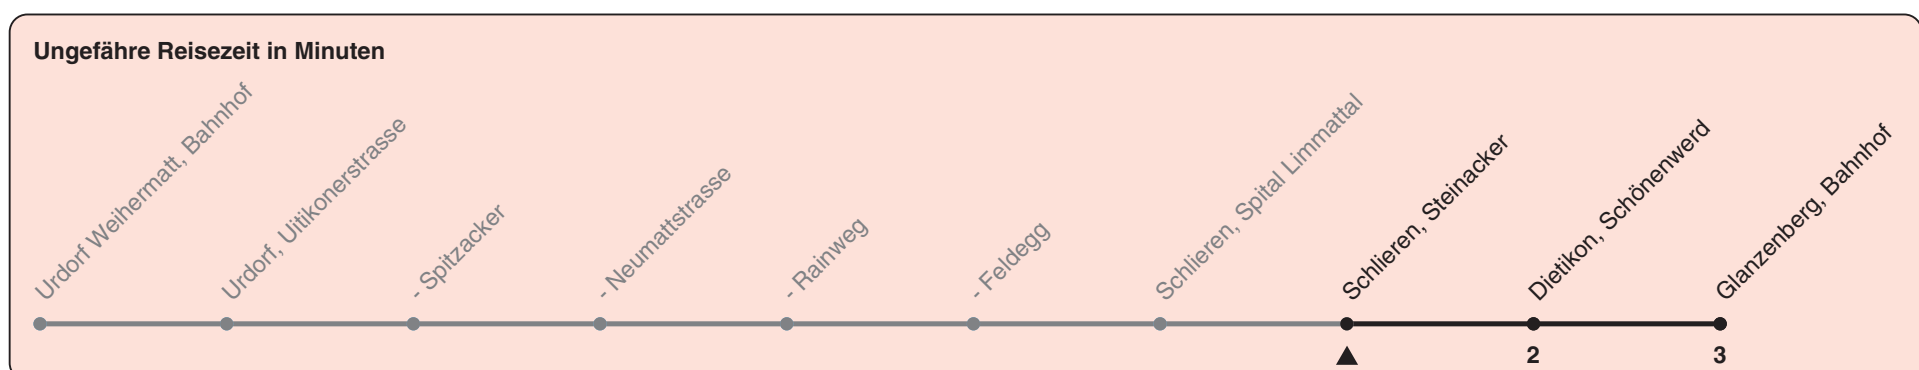 Ungefähre Reisezeit in Minuten
Urdorf Weihermatt, Bahnhof
Urdorf, Uitikonerstrasse
- Spitzacker
- Neumattstrasse
- Rainweg
- Feldegg
Schlieren, Spital Limmattal
Schlieren, Steinacker
Dietikon, Schönenwerd
Glanzenberg, Bahnhof
2
3